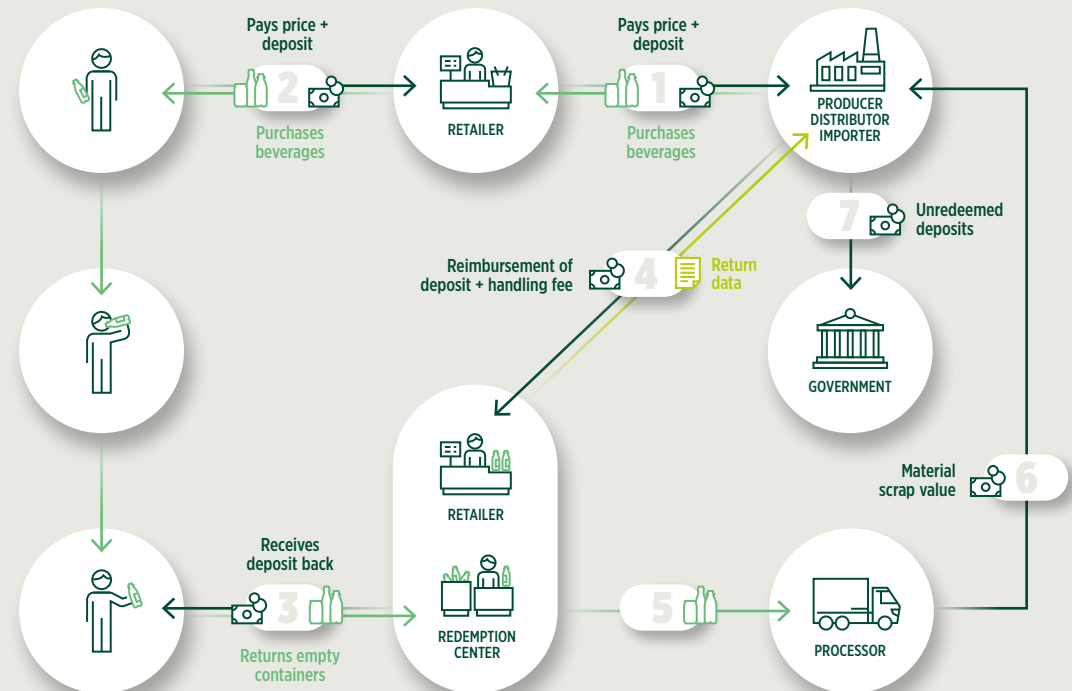 Pays price +
deposit
2
Purchases
beverages
RETAILER
Pays price +
deposit
1
Purchases
beverages
PRODUCER
DISTRIBUTOR
IMPORTER
7
Unredeemed
deposits
Reimbursement of
deposit + handling fee
4
Return
data
GOVERNMENT
RETAILER
Material
scrap value
6
Receives
deposit back
3
Returns empty
containers
REDEMPTION
CENTER
5
PROCESSOR